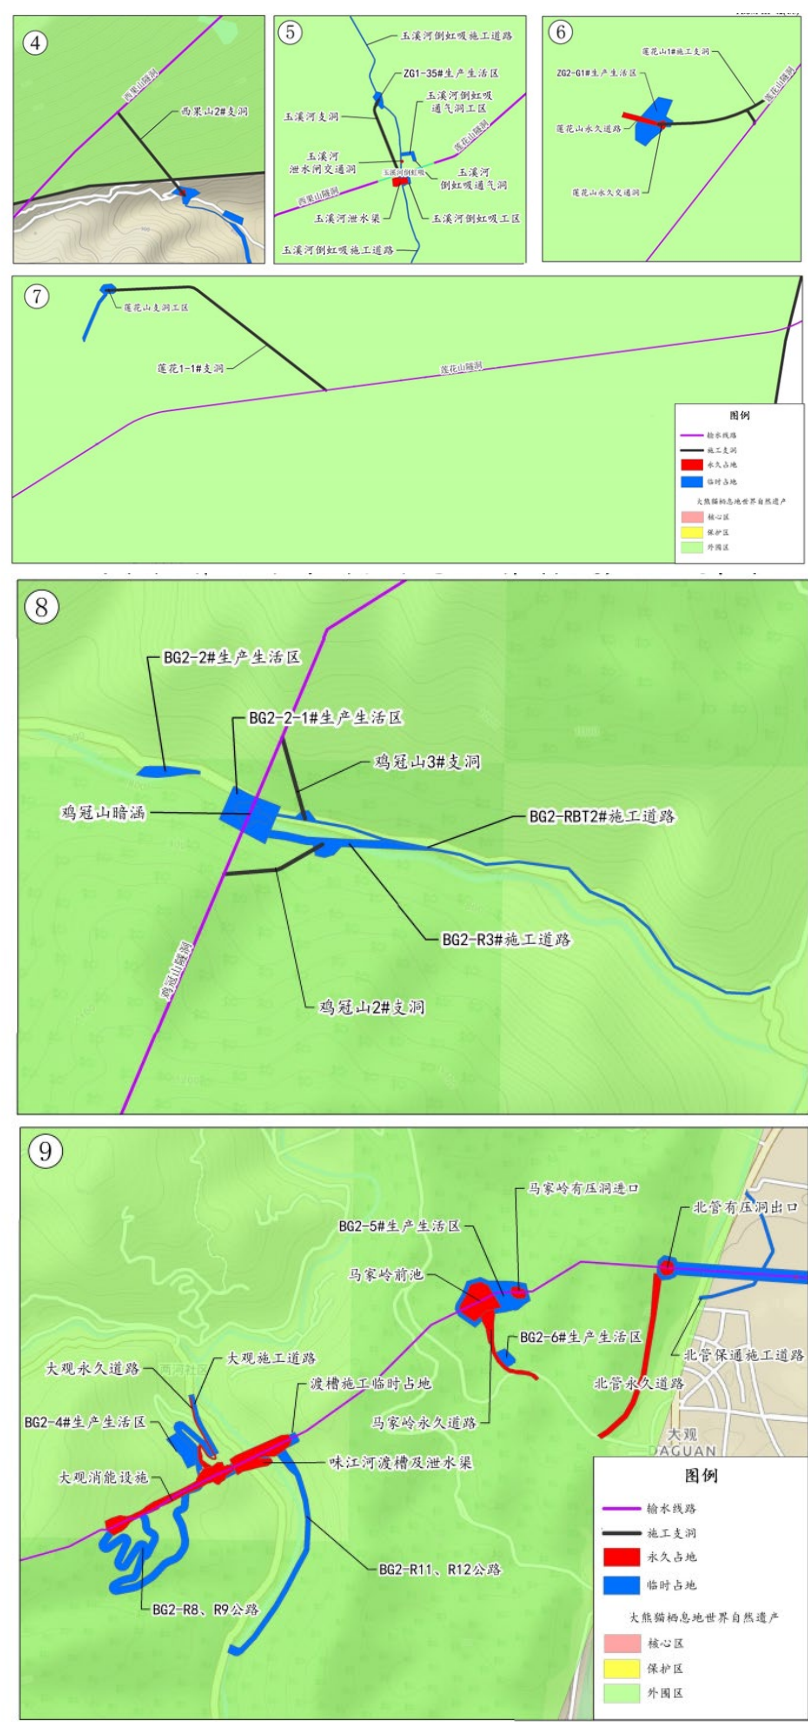 ④
西果山隧洞
西果山2#支洞
⑤
玉溪河倒虹吸施工道路
ZG1-35#生产生活区
玉溪河倒虹吸
通气洞工区
玉溪河支洞
莲花山隧洞
玉溪河
泄水闸交通洞
玉溪河倒虹吸
玉溪河
倒虹吸通气洞
西果山隧洞
玉溪河泄水渠
玉溪河倒虹吸工区
玉溪河倒虹吸施工道路
⑥
莲花山1#施工支洞
ZG2-G1#生产生活区
莲花山隧洞
莲花山永久道路
莲花山永久交通洞
⑦
莲花山支洞工区
莲花1-1#支洞
莲花山隧洞
图例
输水线路
施工支洞
永久占地
临时占地
大熊猫栖息地世界自然遗产
核心区
保护区
外围区
⑧
BG2-2#生产生活区
BG2-2-1#生产生活区
鸡冠山3#支洞
鸡冠山暗涵
BG2-RBT2#施工道路
BG2-R3#施工道路
鸡冠山隧洞
鸡冠山2#支洞
⑨
马家岭有压洞进口
北管有压洞出口
BG2-5#生产生活区
马家岭前池
BG2-6#生产生活区
大观施工道路
大观永久道路
两河社区
北管保通施工道路
渡槽施工临时占地
北管永久道路
BG2-4#生产生活区
马家岭永久道路
大观
DAGUAN
味江河渡槽及泄水渠
大观消能设施
BG2-R11、R12公路
BG2-R8、R9公路
图例
输水线路
施工支洞
永久占地
临时占地
大熊猫栖息地世界自然遗产
核心区
保护区
外围区